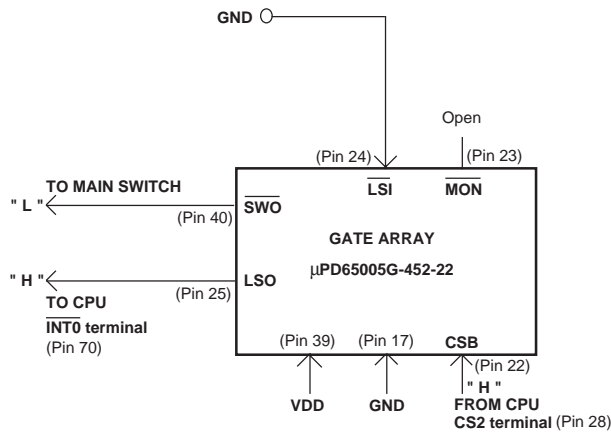 GND
Open
(Pin 24)
(Pin 23)
LSI
MON
TO MAIN SWITCH
" L "
(Pin 40)
SWO
GATE ARRAY
µPD65005G-452-22
" H "
(Pin 25)
LSO
TO CPU
INT0 terminal
(Pin 70)
(Pin 39)
(Pin 17)
CSB
(Pin 22)
VDD
GND
" H "
FROM CPU
CS2 terminal (Pin 28)